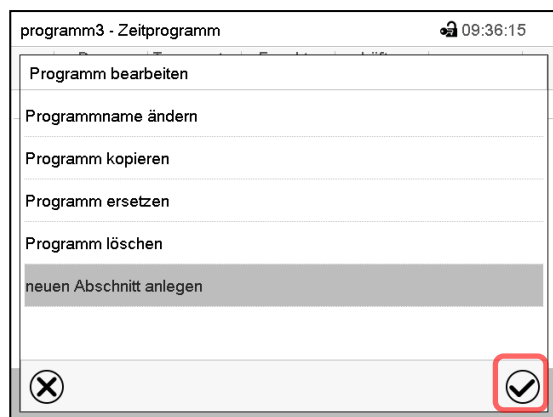 programm3 - Zeitprogramm 09:36:15
Programm bearbeiten
Programmname ändern
Programm kopieren
Programm ersetzen
Programm löschen
neuen Abschnitt anlegen